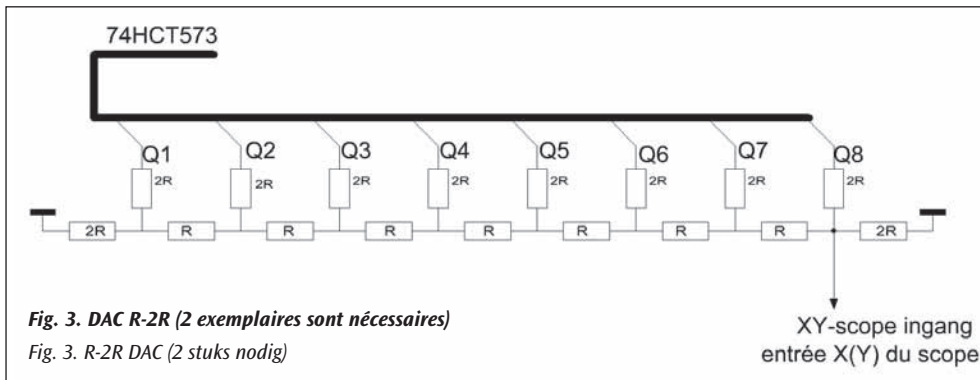 74HCT573
Q1 Q2 Q3 Q4 Q5 Q6 Q7 Q8
2R 2R 2R 2R 2R 2R 2R 2R
2R R R R R R R R 2R
Fig. 3. DAC R-2R (2 exemplaires sont nécessaires)
Fig. 3. R-2R DAC (2 stuks nodig)
XY-scope ingang
entrée X(Y) du scope